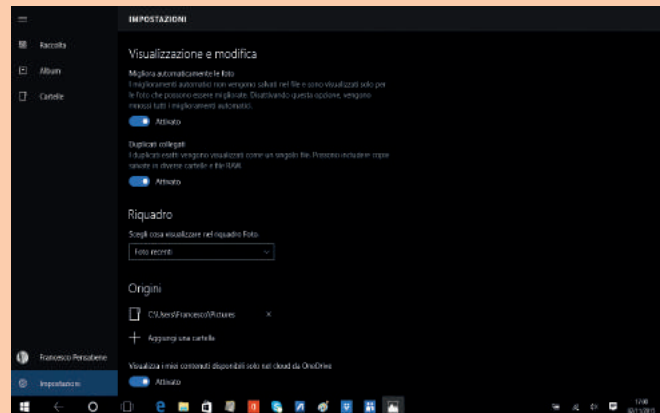 IMPOSTAZIONI
Raccolta
Album
Cartelle
Visualizzazione e modifica
Migliora automaticamente le foto
I miglioramenti automatici non vengono salvati nel file e sono visualizzati solo per
le foto che possono essere migliorate. Disattivando questa opzione, vengono
rimossi tutti i miglioramenti automatici.
Attivato
Duplicati collegati
I duplicati esatti vengono visualizzati come un singolo file. Possono includere copie
salvate in diverse cartelle e file RAW.
Attivato
Riquadro
Scegli cosa visualizzare nel riquadro Foto
Foto recenti
Origini
C:\Users\Francesco\Pictures
Aggiungi una cartella
Visualizza i miei contenuti disponibili solo nel cloud da OneDrive
Attivato
Francesco Pensabene
Impostazioni